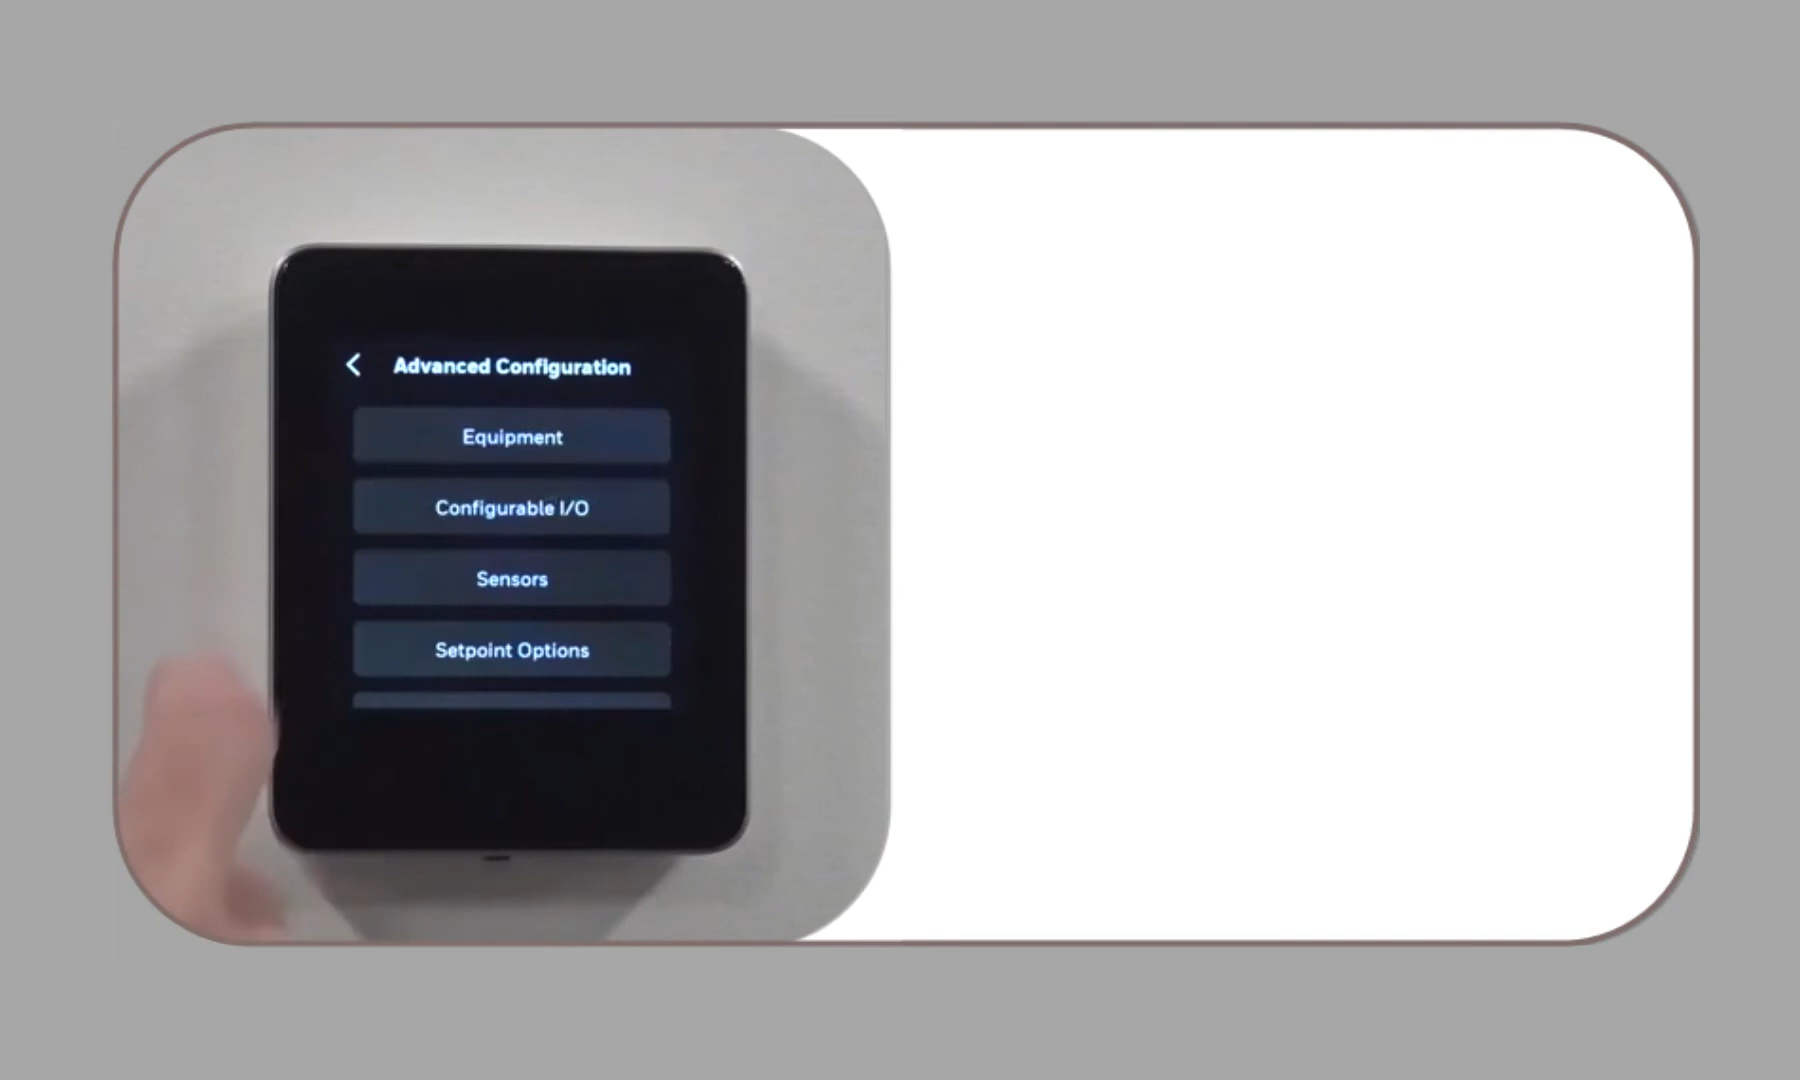 Advanced Configuration
Equipment
Configurable I/O
Sensors
Setpoint Options